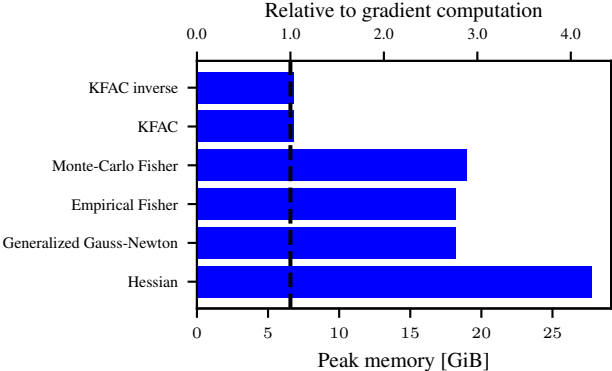 Relative to gradient computation
0.0 1.0 2.0 3.0 4.0
KFAC inverse
KFAC
Monte-Carlo Fisher
Empirical Fisher
Generalized Gauss-Newton
Hessian
0 5 10 15 20 25
Peak memory [GiB]